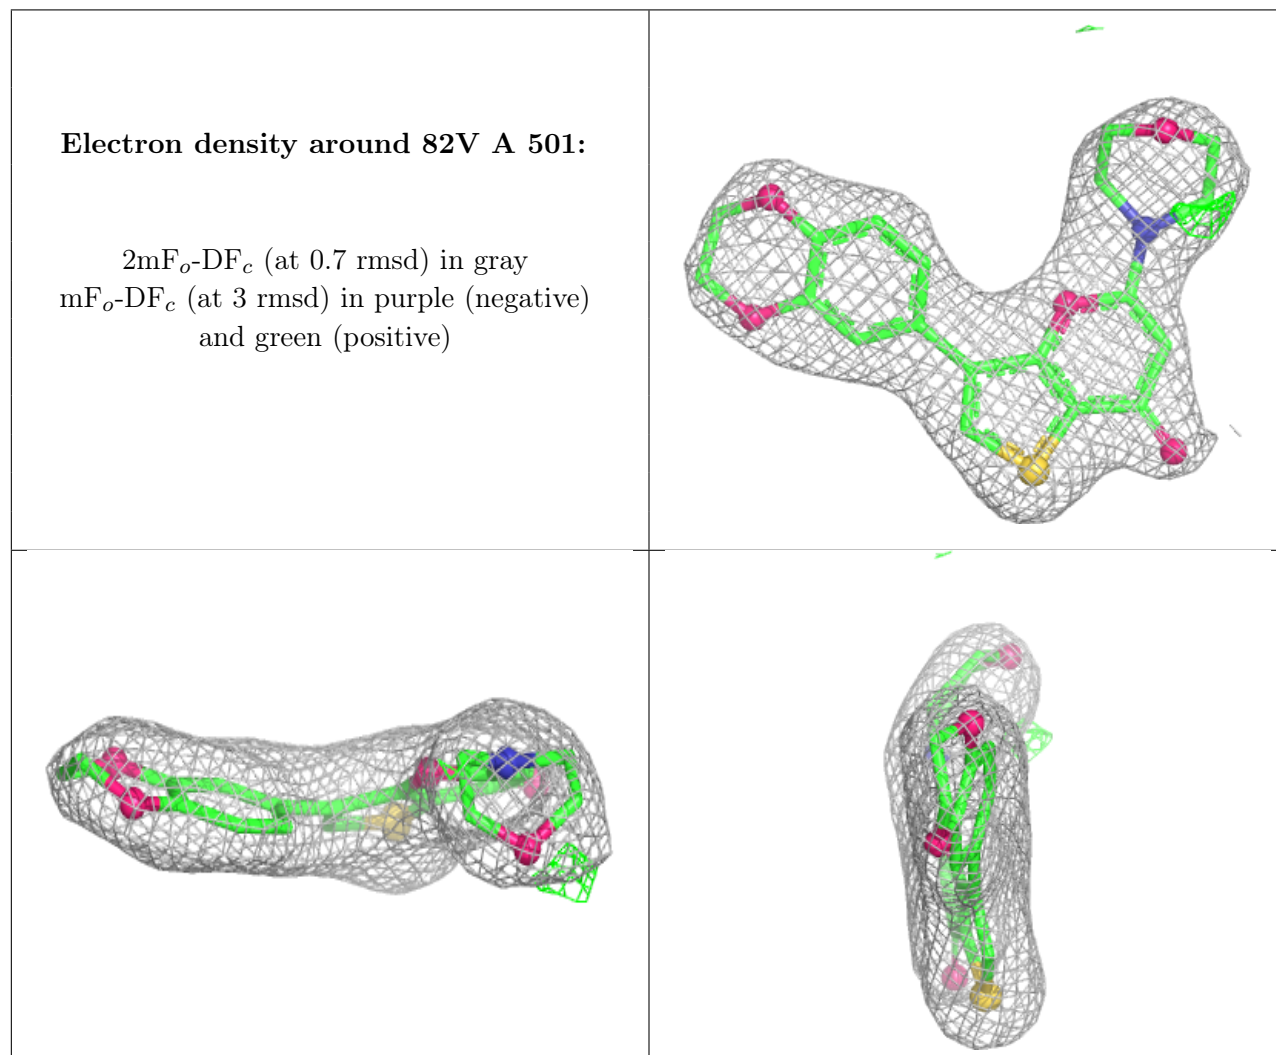 Electron density around 82V A 501:
2mFₒ-DF𝒸 (at 0.7 rmsd) in gray
mFₒ-DF𝒸 (at 3 rmsd) in purple (negative)
and green (positive)